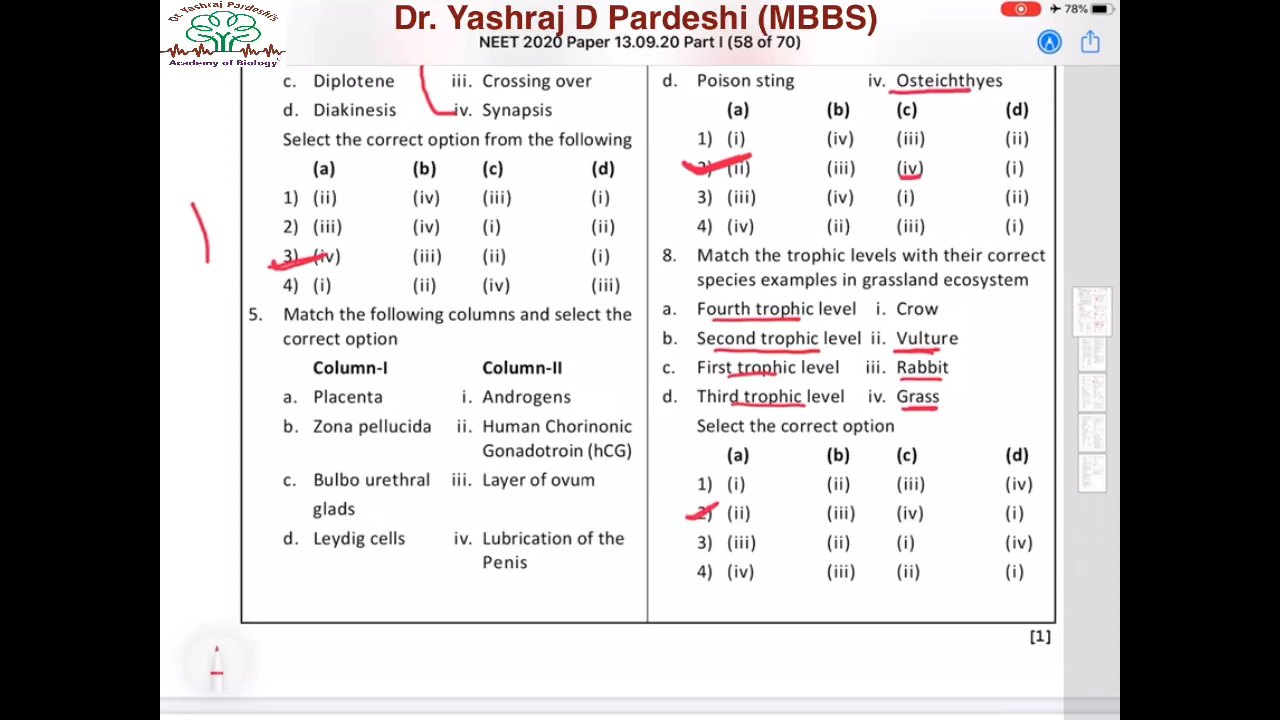 Dr. Yashraj Pardeshi's
Academy of Biology
Dr. Yashraj D Pardeshi (MBBS)
78%
NEET 2020 Paper 13.09.20 Part I (58 of 70)
c. Diplotene iii. Crossing over
d. Diakinesis iv. Synapsis
Select the correct option from the following
(a) (b) (c) (d)
1) (ii) (iv) (iii) (i)
2) (iii) (iv) (i) (ii)
3) (iv) (iii) (ii) (i)
4) (i) (ii) (iv) (iii)
5. Match the following columns and select the
correct option
Column-I Column-II
a. Placenta i. Androgens
b. Zona pellucida ii. Human Chorinonic
Gonadotroin (hCG)
c. Bulbo urethral iii. Layer of ovum
glads
d. Leydig cells iv. Lubrication of the
Penis
d. Poison sting iv. Osteichthyes
(a) (b) (c) (d)
1) (i) (iv) (iii) (ii)
2) (ii) (iii) (iv) (i)
3) (iii) (iv) (i) (ii)
4) (iv) (ii) (iii) (i)
8. Match the trophic levels with their correct
species examples in grassland ecosystem
a. Fourth trophic level i. Crow
b. Second trophic level ii. Vulture
c. First trophic level iii. Rabbit
d. Third trophic level iv. Grass
Select the correct option
(a) (b) (c) (d)
1) (i) (ii) (iii) (iv)
2) (ii) (iii) (iv) (i)
3) (iii) (ii) (i) (iv)
4) (iv) (iii) (ii) (i)
[1]